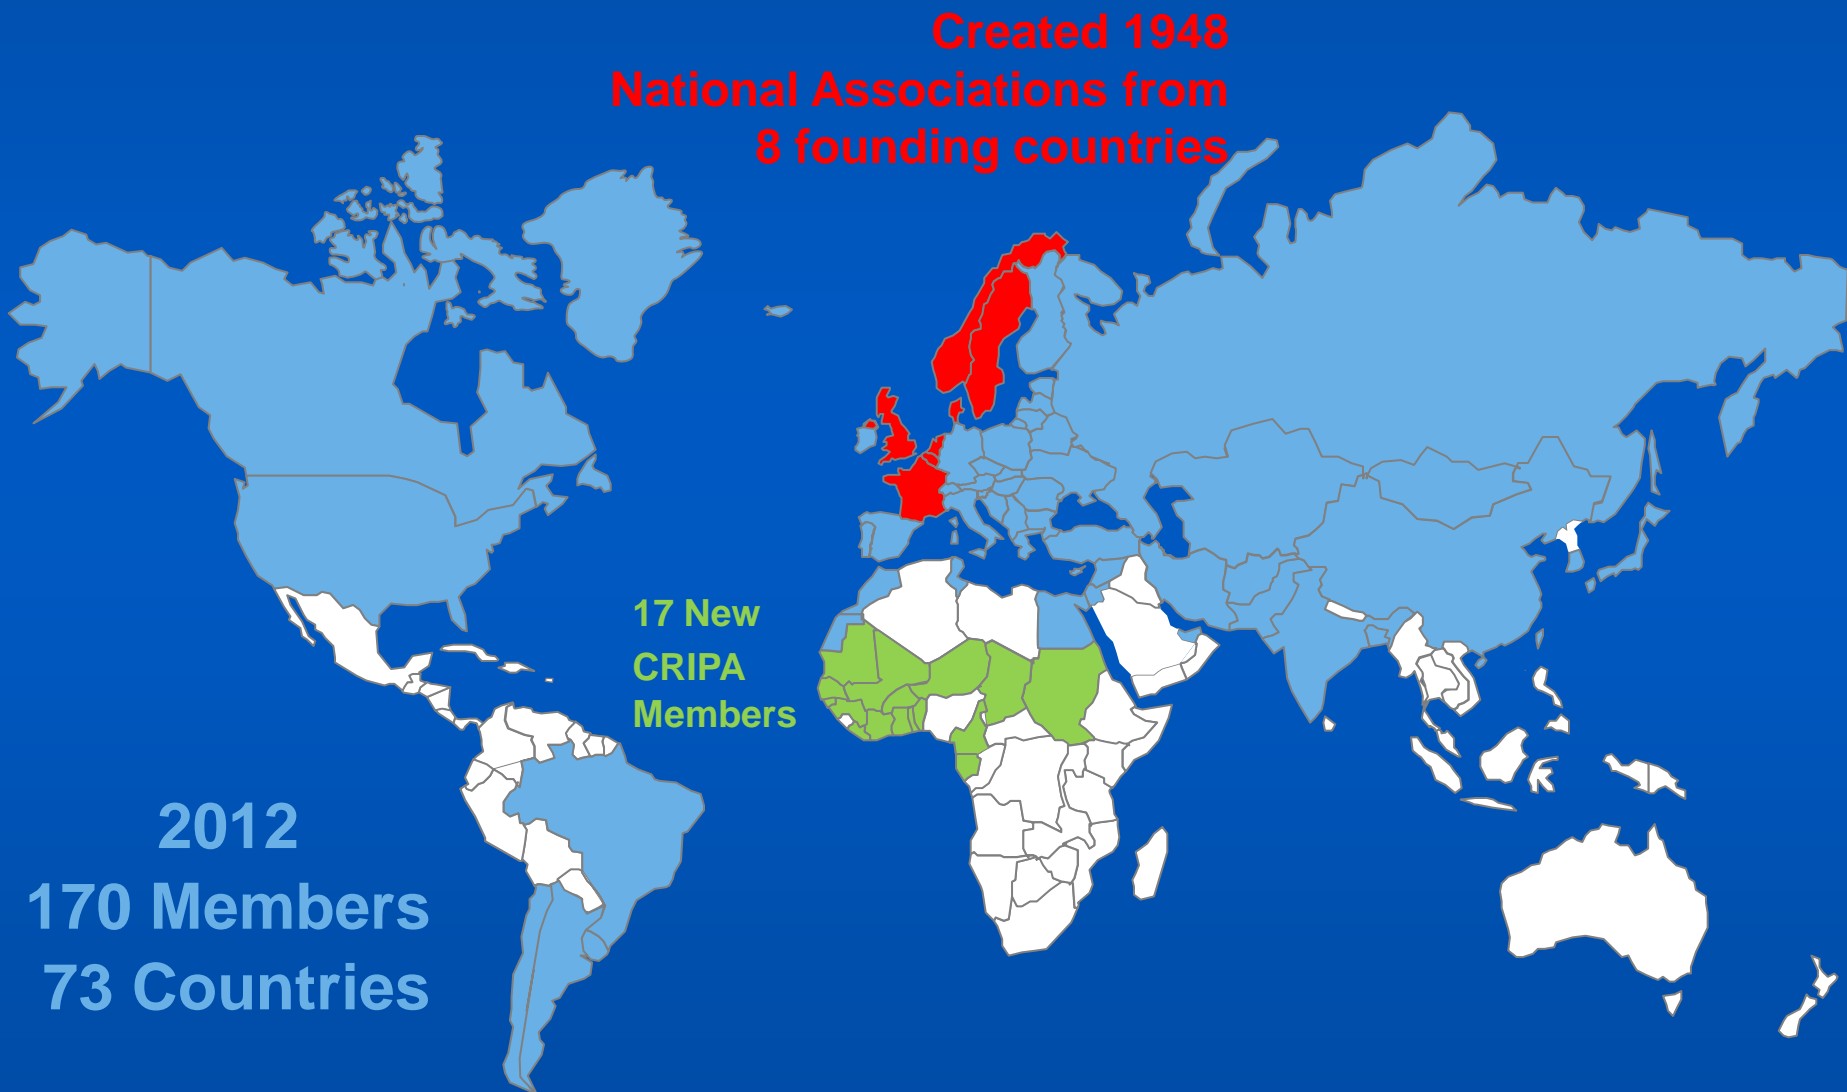 Created 1948
National Associations from
8 founding countries
17 New
CRIPA
Members
2012
170 Members
73 Countries